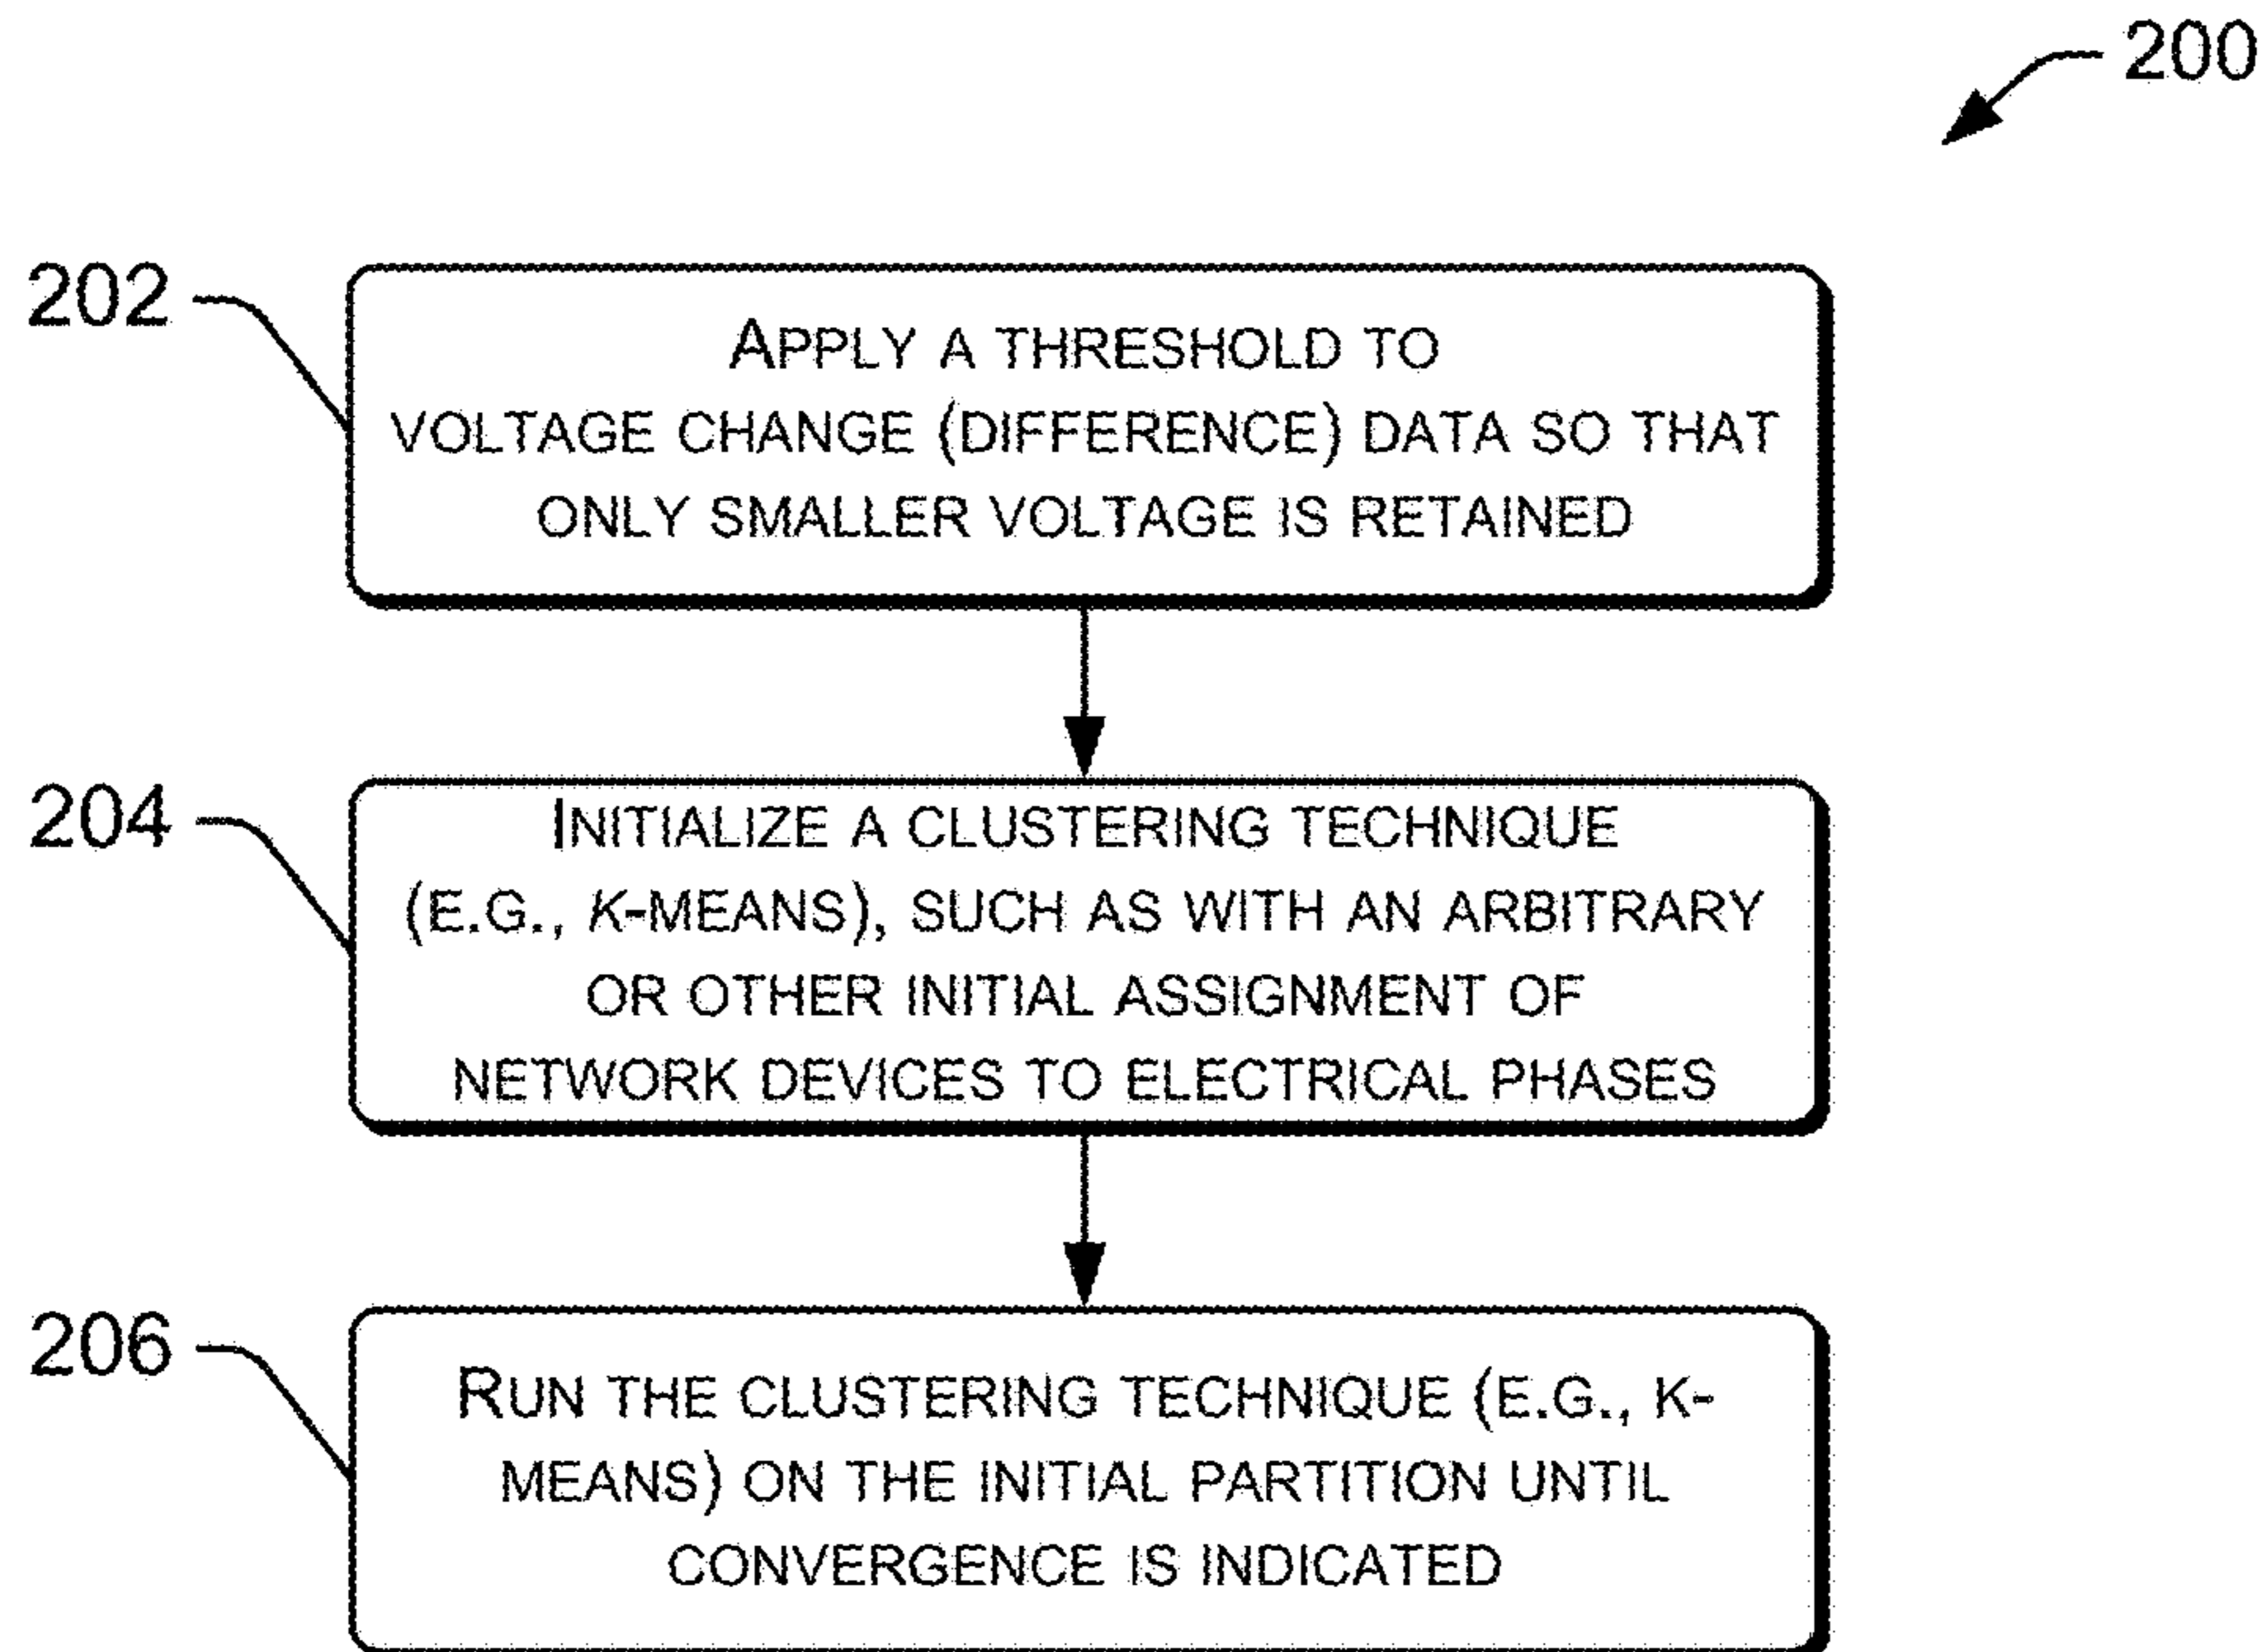 200
202
APPLY A THRESHOLD TO
VOLTAGE CHANGE (DIFFERENCE) DATA SO THAT
ONLY SMALLER VOLTAGE IS RETAINED
204
INITIALIZE A CLUSTERING TECHNIQUE
(E.G., K-MEANS), SUCH AS WITH AN ARBITRARY
OR OTHER INITIAL ASSIGNMENT OF
NETWORK DEVICES TO ELECTRICAL PHASES
206
RUN THE CLUSTERING TECHNIQUE (E.G., K-
MEANS) ON THE INITIAL PARTITION UNTIL
CONVERGENCE IS INDICATED